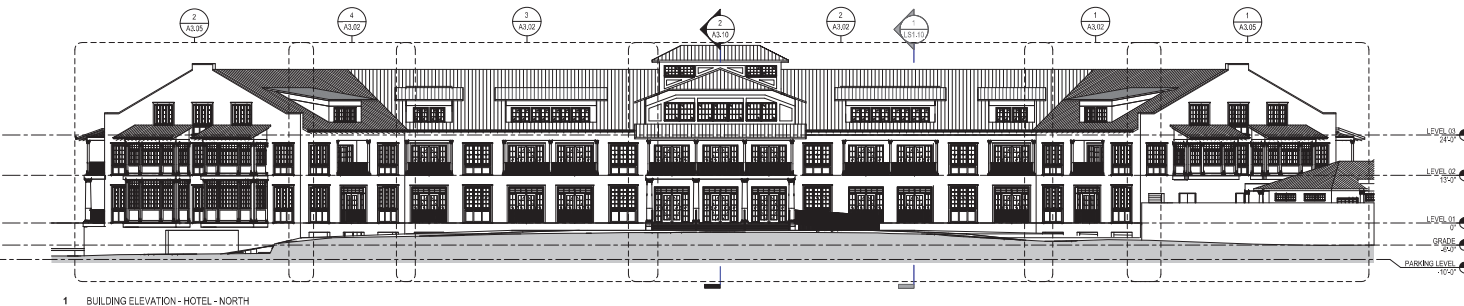 2
A3.05
4
A3.02
3
A3.02
2
A3.10
2
A3.02
1
LS1.10
1
A3.02
1
A3.05
LEVEL 03
24'-0"
LEVEL 02
13'-0"
LEVEL 01
0"
GRADE
-6'-0"
PARKING LEVEL
-10'-0"
1 BUILDING ELEVATION - HOTEL - NORTH